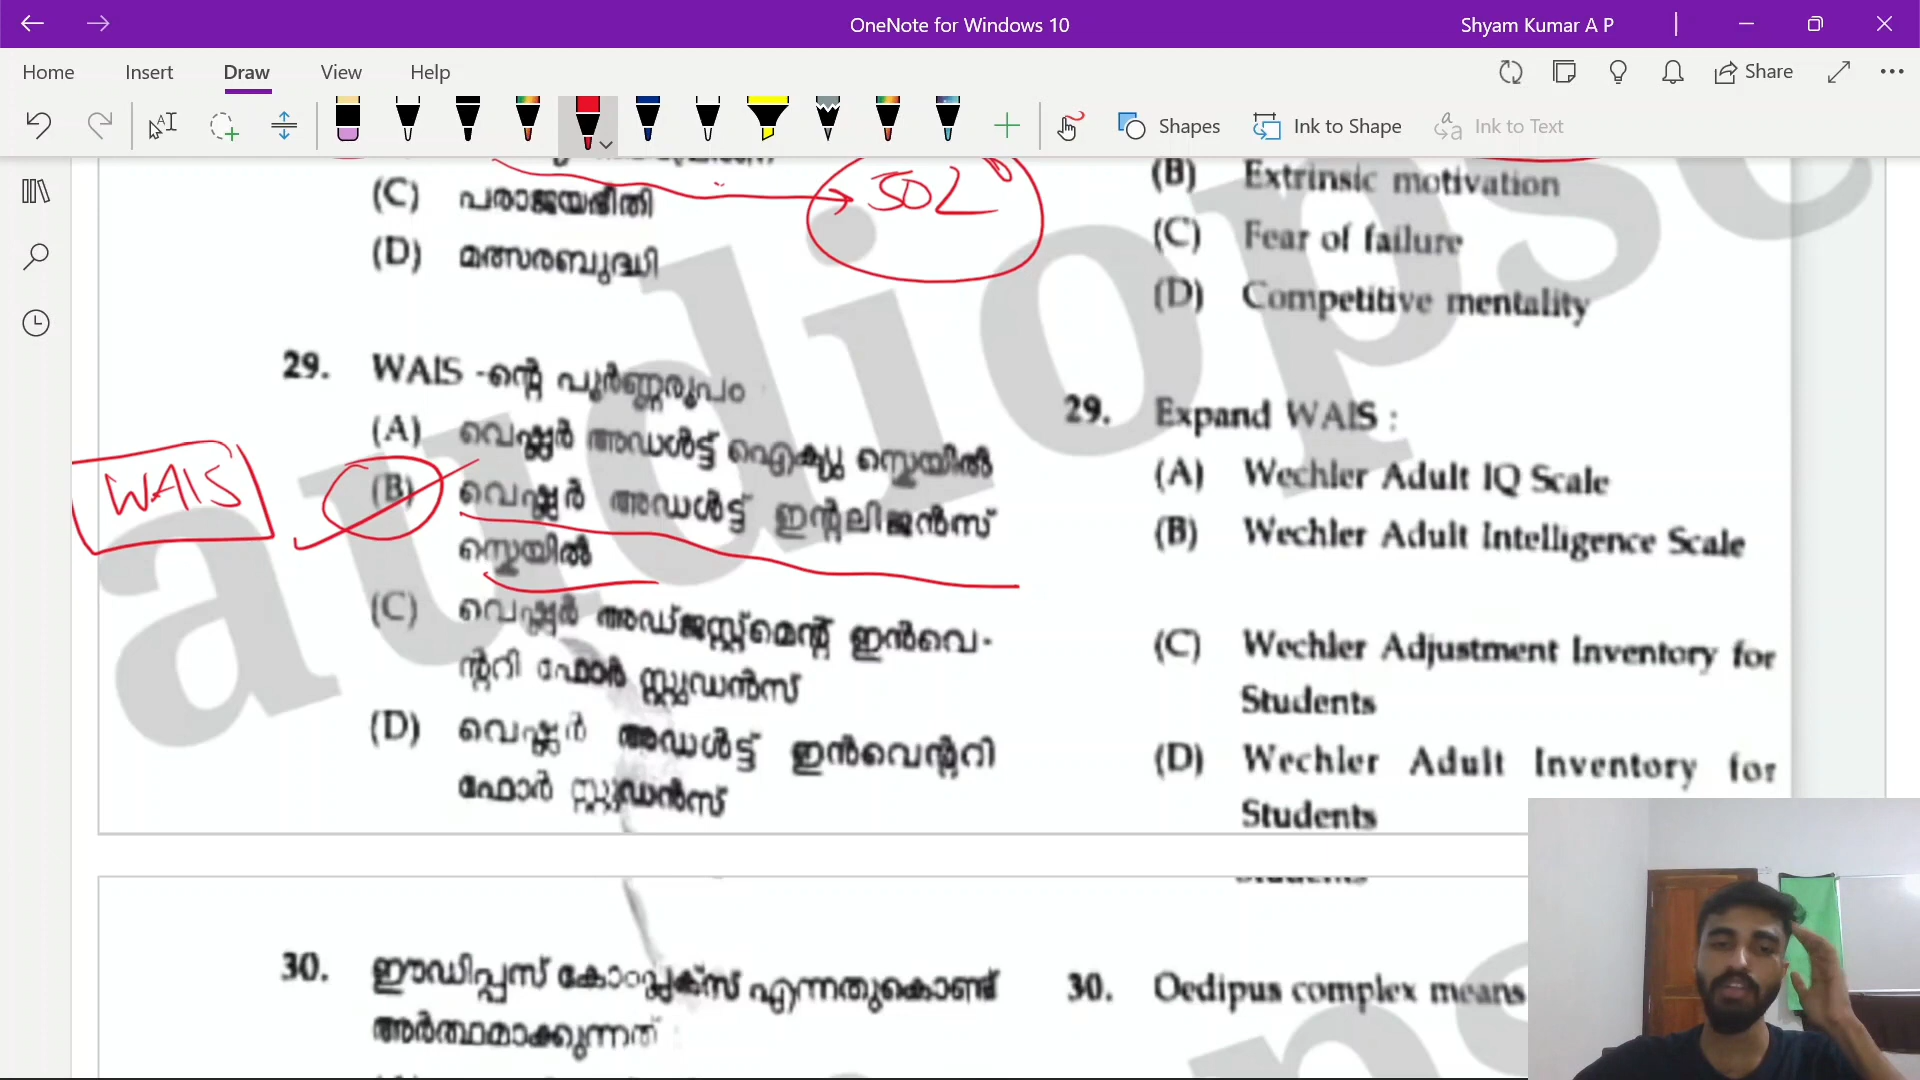 OneNote for Windows 10
Shyam Kumar A P
Home Insert Draw View Help
Share
Shapes Ink to Shape Ink to Text
(C) പരാജയഭീതി
(D) മത്സരബുദ്ധി
SOL
29. WAIS -ന്റെ പൂർണ്ണരൂപം
(A) വെഷ്ലർ അഡൾട്ട് ഐക്യു സ്കെയിൽ
WAIS
(B) വെഷ്ലർ അഡൾട്ട് ഇന്റലിജൻസ്
സ്കെയിൽ
(C) വെഷ്ലർ അഡ്ജസ്റ്റ്മെന്റ് ഇൻവെ-
ന്ററി ഫോർ സ്റ്റുഡൻസ്
(D) വെഷ്ലർ അഡൾട്ട് ഇൻവെന്ററി
ഫോർ സ്റ്റുഡൻസ്
30. ഈഡിപ്പസ് കോംപ്ലക്സ് എന്നതുകൊണ്ട്
അർത്ഥമാക്കുന്നത്
(B) Extrinsic motivation
(C) Fear of failure
(D) Competitive mentality
29. Expand WAIS :
(A) Wechler Adult IQ Scale
(B) Wechler Adult Intelligence Scale
(C) Wechler Adjustment Inventory for
Students
(D) Wechler Adult Inventory for
Students
30. Oedipus complex means
audiopse